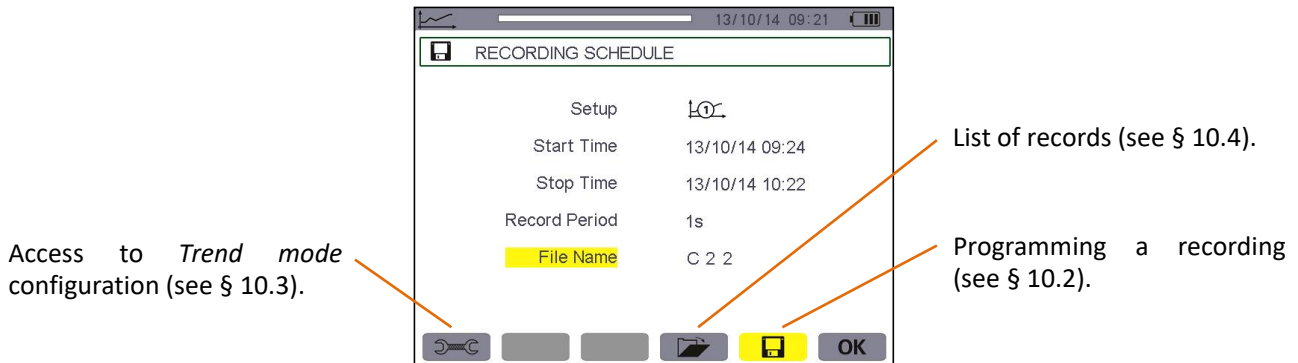 13/10/14 09:21
RECORDING SCHEDULE
Setup 1
Start Time 13/10/14 09:24
Stop Time 13/10/14 10:22
Record Period 1s
File Name C 2 2
OK
List of records (see § 10.4).
Programming a recording
(see § 10.2).
Access to Trend mode
configuration (see § 10.3).